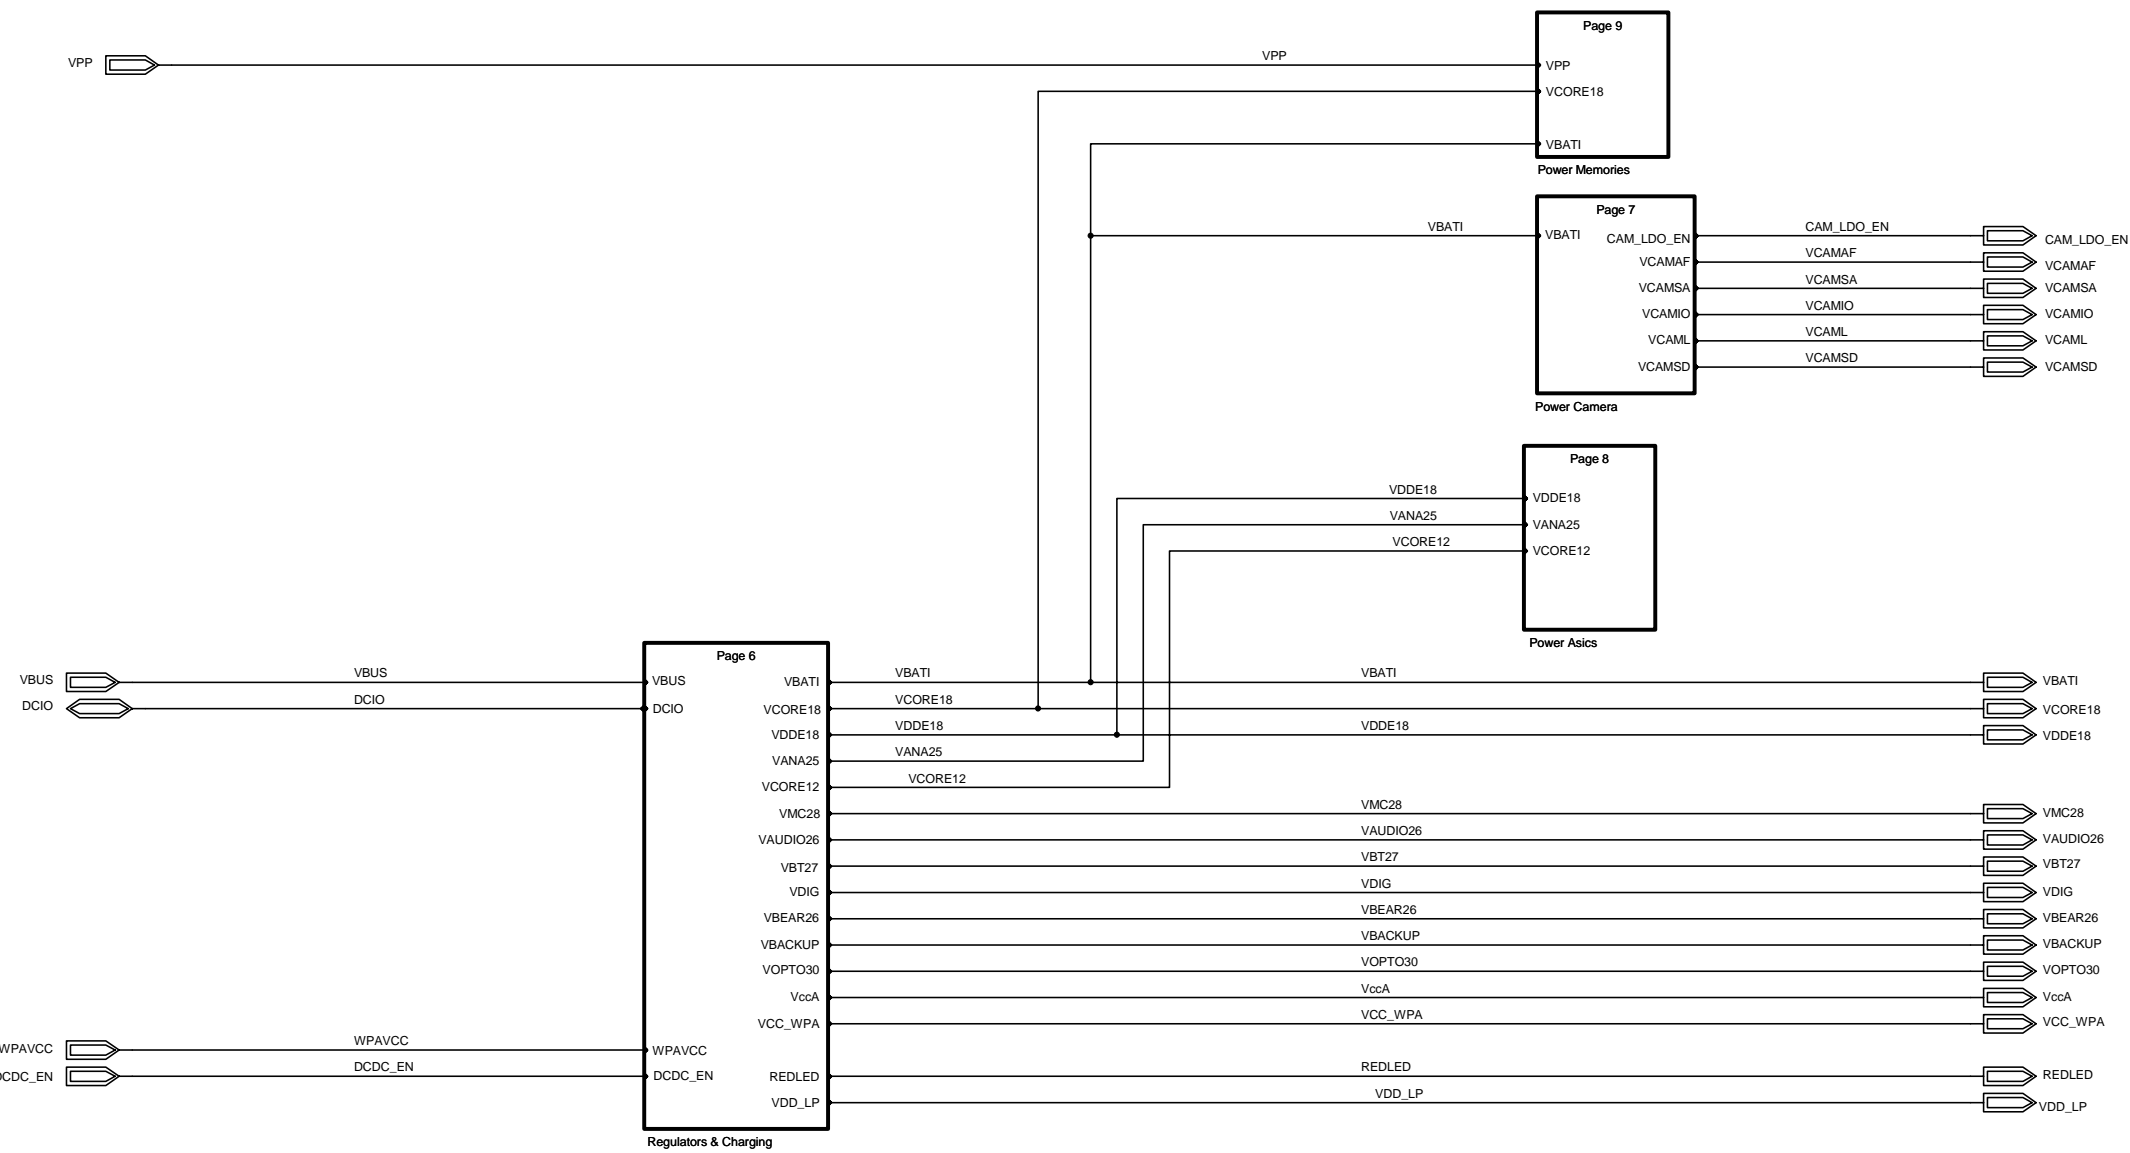 Page 9
VPP VPP VPP
VCORE18
VBATI
Power Memories
Page 7
VBATI VBATI CAM_LDO_EN CAM_LDO_EN CAM_LDO_EN
VCAMAF VCAMAF VCAMAF
VCAMSA VCAMSA VCAMSA
VCAMIO VCAMIO VCAMIO
VCAML VCAML VCAML
VCAMSD VCAMSD VCAMSD
Power Camera
Page 8
VDDE18 VDDE18
VANA25 VANA25
VCORE12 VCORE12
Power Asics
Page 6
VBUS VBUS VBUS VBATI VBATI VBATI VBATI
DCIO DCIO DCIO VCORE18 VCORE18 VCORE18
VDDE18 VDDE18 VDDE18 VDDE18
VANA25 VANA25
VCORE12 VCORE12
VMC28 VMC28 VMC28
VAUDIO26 VAUDIO26 VAUDIO26
VBT27 VBT27 VBT27
VDIG VDIG VDIG
VBEAR26 VBEAR26 VBEAR26
VBACKUP VBACKUP VBACKUP
VOPTO30 VOPTO30 VOPTO30
VccA VccA VccA
VCC_WPA VCC_WPA VCC_WPA
WPAVCC WPAVCC WPAVCC
DCDC_EN DCDC_EN DCDC_EN REDLED REDLED REDLED
VDD_LP VDD_LP VDD_LP
Regulators & Charging